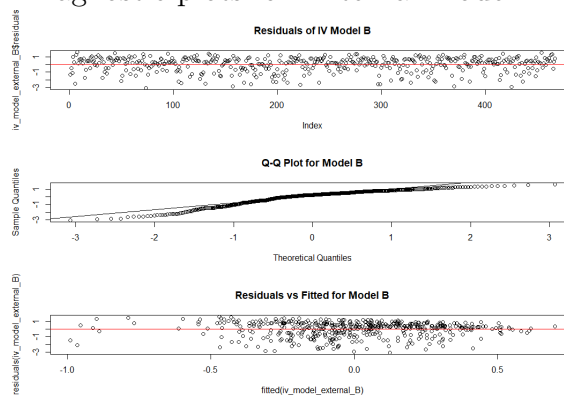 Residuals of IV Model B
iv_model_external_B$residuals
1
-1
-3
0 100 200 300 400
Index
Q-Q Plot for Model B
Sample Quantiles
1
-1
-3
-3 -2 -1 0 1 2 3
Theoretical Quantiles
Residuals vs Fitted for Model B
residuals(iv_model_external_B)
1
-1
-3
-1.0 -0.5 0.0 0.5
fitted(iv_model_external_B)